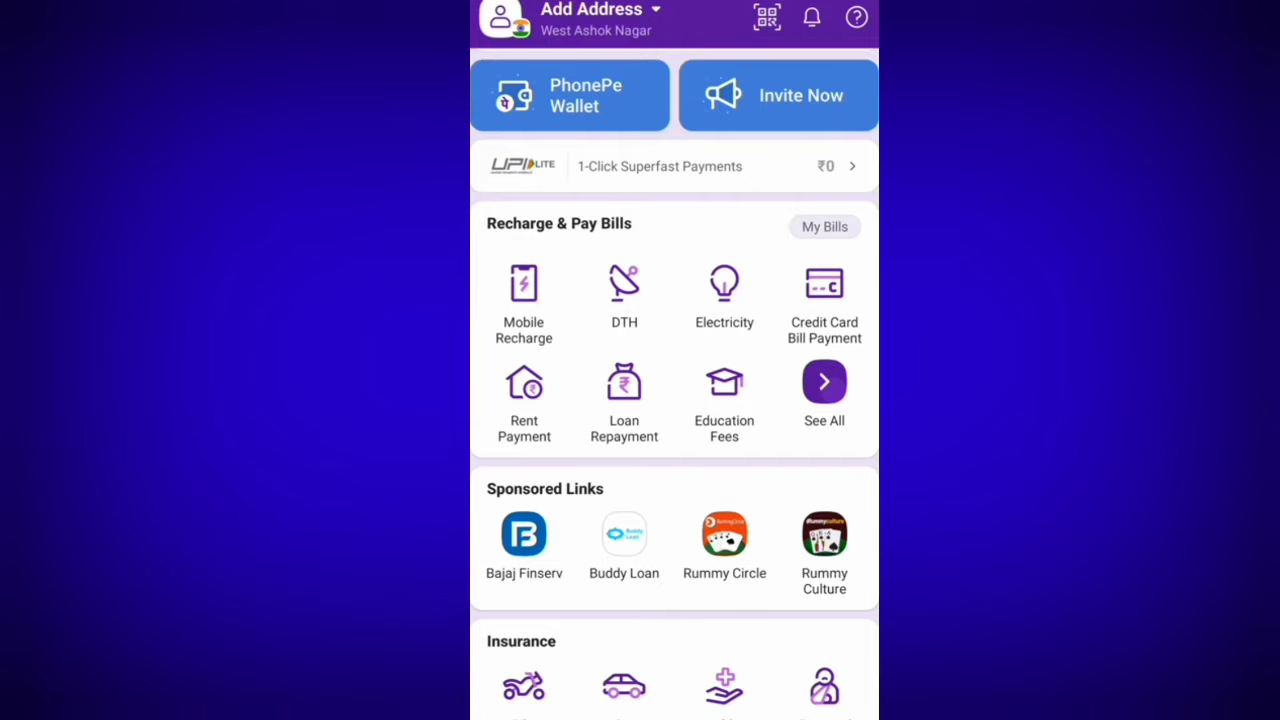 Add Address
West Ashok Nagar
PhonePe
Wallet
Invite Now
UPI LITE
1-Click Superfast Payments
₹0
Recharge & Pay Bills
My Bills
Mobile
Recharge
DTH
Electricity
Credit Card
Bill Payment
Rent
Payment
Loan
Repayment
Education
Fees
See All
Sponsored Links
Bajaj Finserv
Buddy Loan
Rummy Circle
Rummy
Culture
Insurance